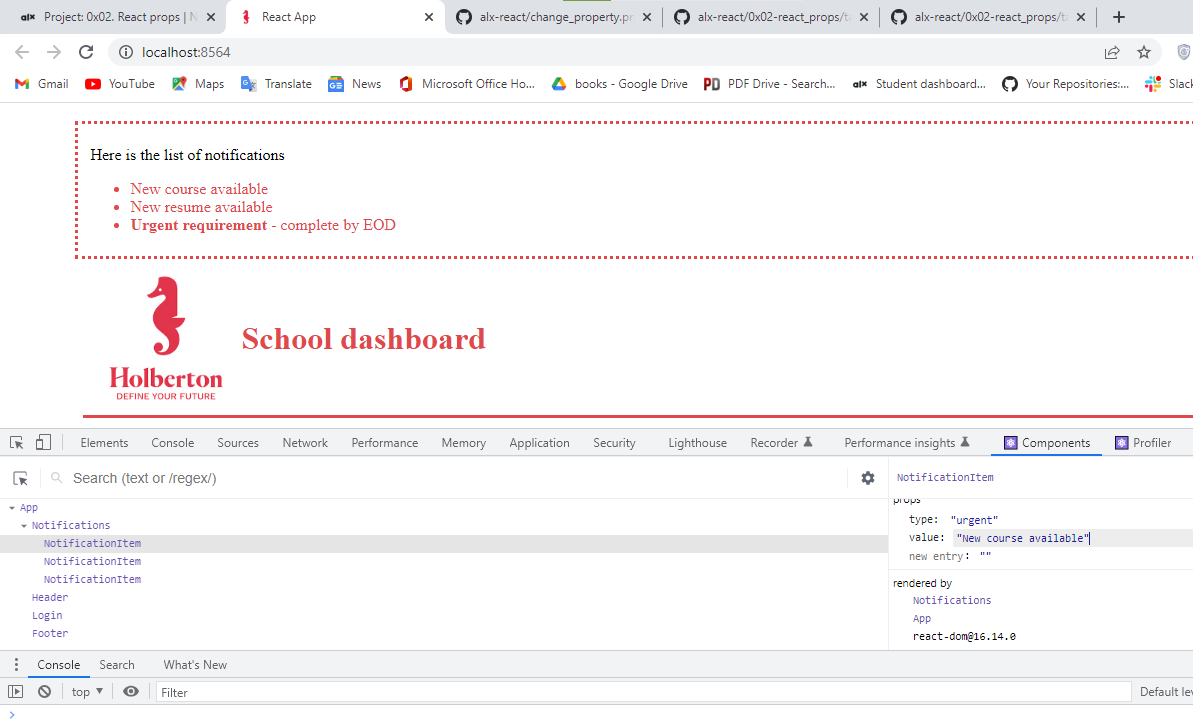 alx Project: 0x02. React props | N
React App
alx-react/change_property.pn
alx-react/0x02-react_props/ta
alx-react/0x02-react_props/ta
localhost:8564
Gmail YouTube Maps Translate News Microsoft Office Ho... books - Google Drive PD PDF Drive - Search... alx Student dashboard... Your Repositories:... Slack
Here is the list of notifications
• New course available
• New resume available
• Urgent requirement - complete by EOD
Holberton
DEFINE YOUR FUTURE
School dashboard
Elements Console Sources Network Performance Memory Application Security Lighthouse Recorder Performance insights Components Profiler
Search (text or /regex/)
App
Notifications
NotificationItem
NotificationItem
NotificationItem
Header
Login
Footer
NotificationItem
props
type: "urgent"
value: "New course available"
new entry: ""
rendered by
Notifications
App
react-dom@16.14.0
Console Search What's New
top ▼ Filter Default lev
>